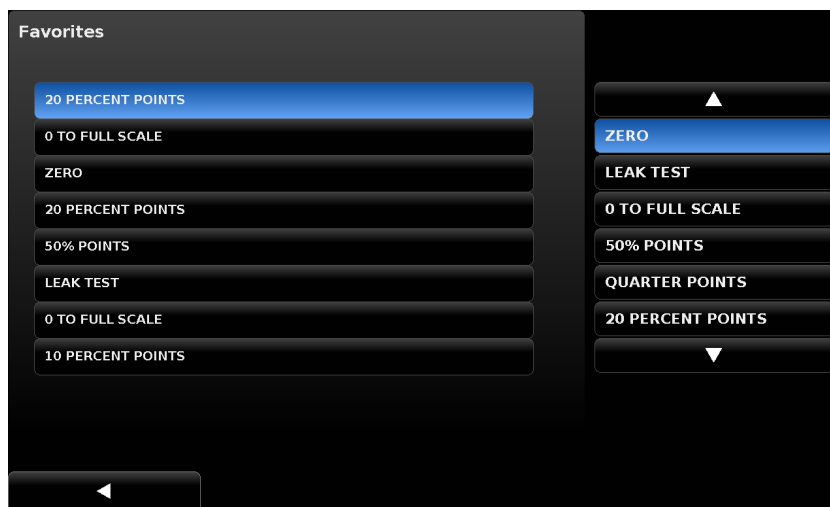 Favorites
20 PERCENT POINTS
0 TO FULL SCALE
ZERO
20 PERCENT POINTS
50% POINTS
LEAK TEST
0 TO FULL SCALE
10 PERCENT POINTS
ZERO
LEAK TEST
0 TO FULL SCALE
50% POINTS
QUARTER POINTS
20 PERCENT POINTS